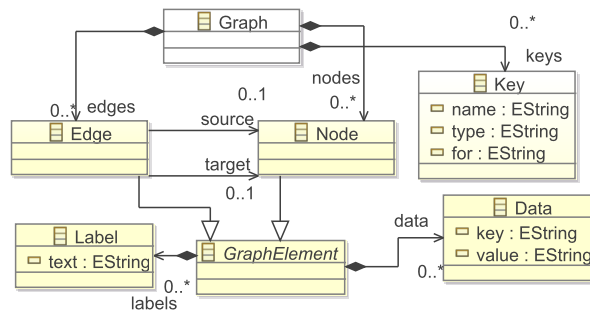 Graph
0..*
keys
nodes
0..*
0..1
0..*
edges
source
Key
name : EString
type : EString
for : EString
Edge
Node
target
0..1
Label
text : EString
GraphElement
data
Data
key : EString
value : EString
0..*
0..*
labels